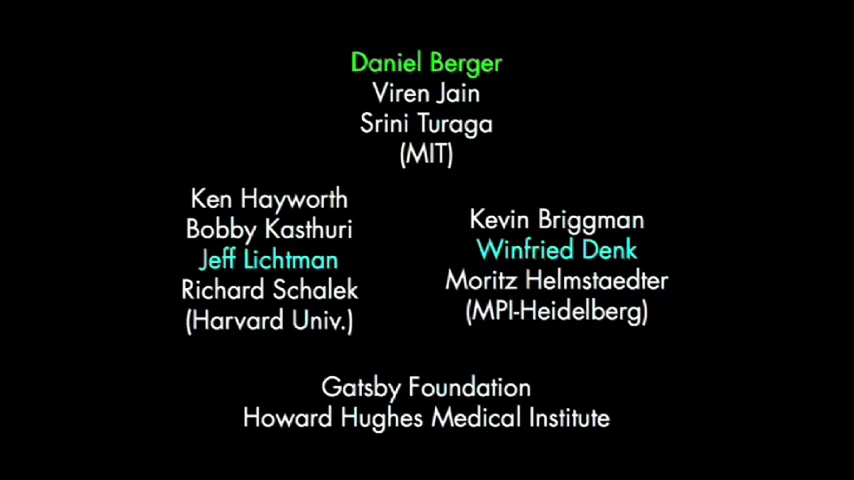 Daniel Berger
Viren Jain
Srini Turaga
(MIT)
Ken Hayworth
Bobby Kasthuri
Jeff Lichtman
Richard Schalek
(Harvard Univ.)
Kevin Briggman
Winfried Denk
Moritz Helmstaedter
(MPI-Heidelberg)
Gatsby Foundation
Howard Hughes Medical Institute